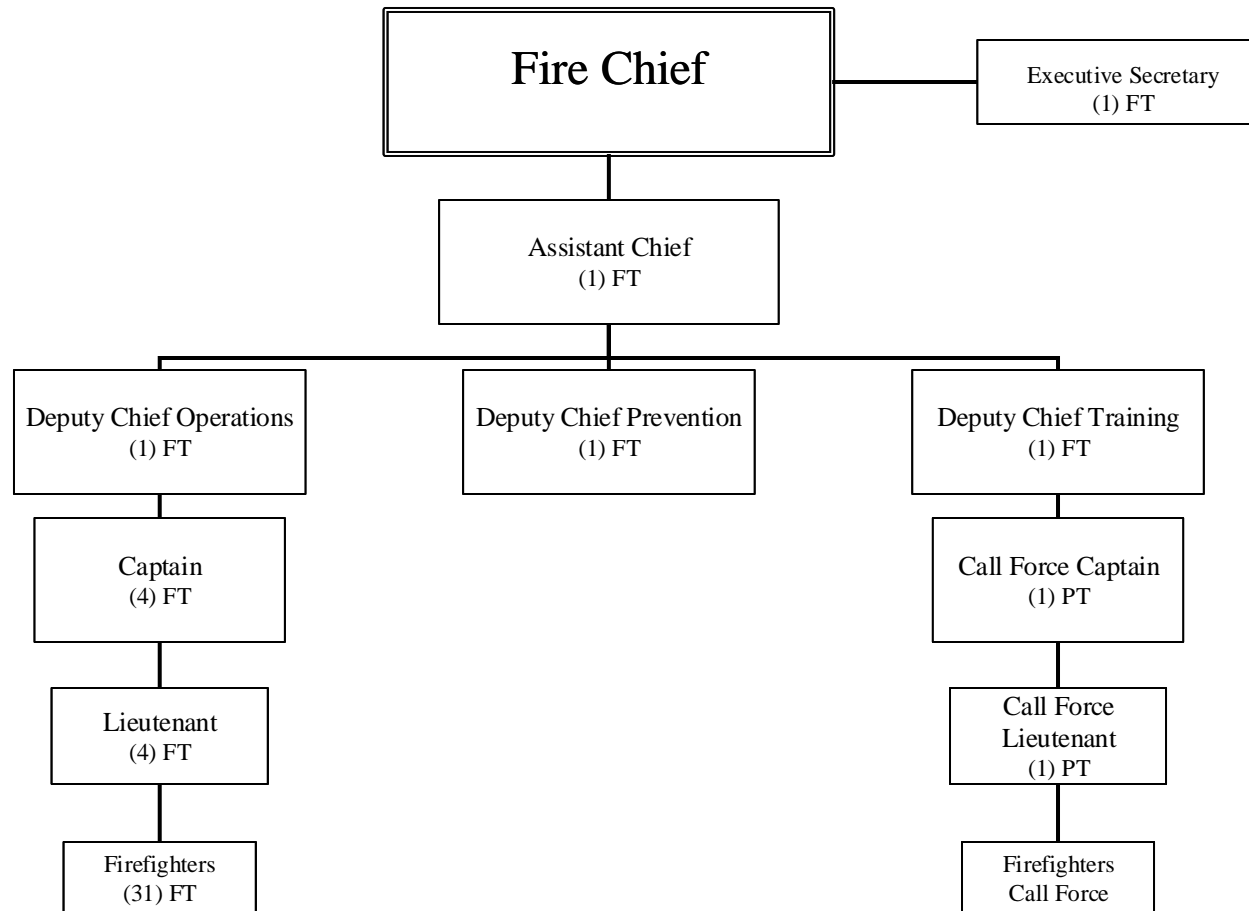 Fire Chief
Executive Secretary
(1) FT
Assistant Chief
(1) FT
Deputy Chief Operations
(1) FT
Deputy Chief Prevention
(1) FT
Deputy Chief Training
(1) FT
Captain
(4) FT
Call Force Captain
(1) PT
Lieutenant
(4) FT
Call Force
Lieutenant
(1) PT
Firefighters
(31) FT
Firefighters
Call Force